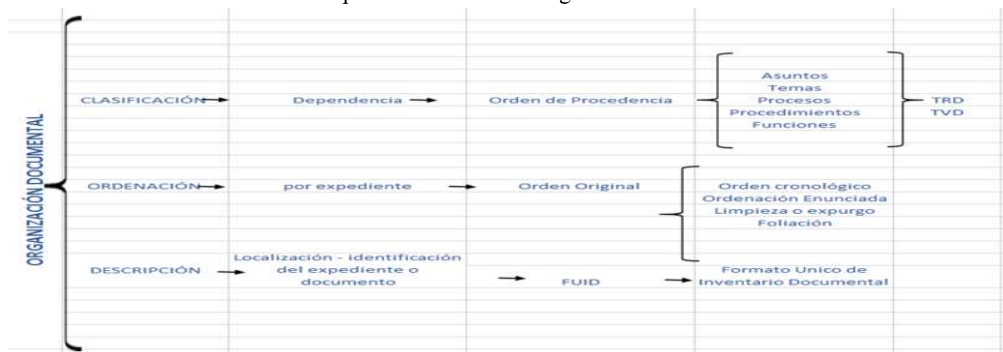 ORGANIZACIÓN DOCUMENTAL
CLASIFICACIÓN
Dependencia
Orden de Procedencia
Asuntos
Temas
Procesos
Procedimientos
Funciones
TRD
TVD
ORDENACIÓN
por expediente
Orden Original
Orden cronológico
Ordenación Enunciada
Limpieza o expurgo
Foliación
DESCRIPCIÓN
Localización - identificación
del expediente o
documento
FUID
Formato Unico de
Inventario Documental